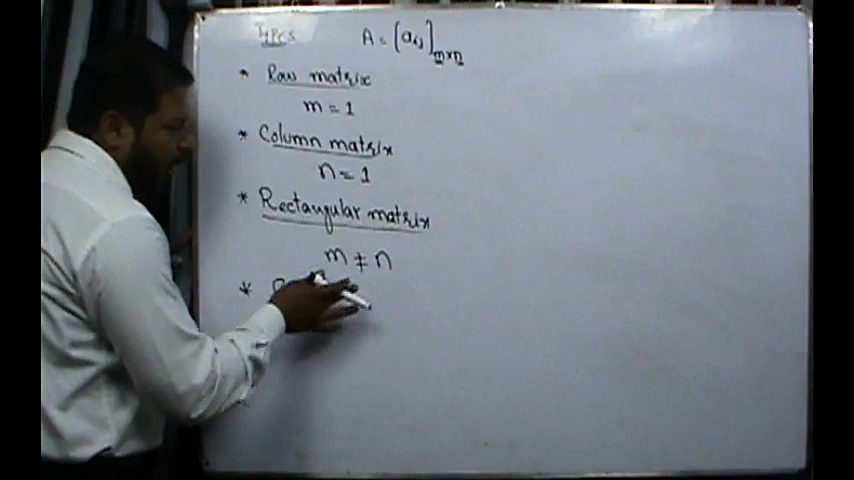 Types A = [aij]m×n
* Row matrix
m = 1
* Column matrix
n = 1
* Rectangular matrix
m ≠ n
*